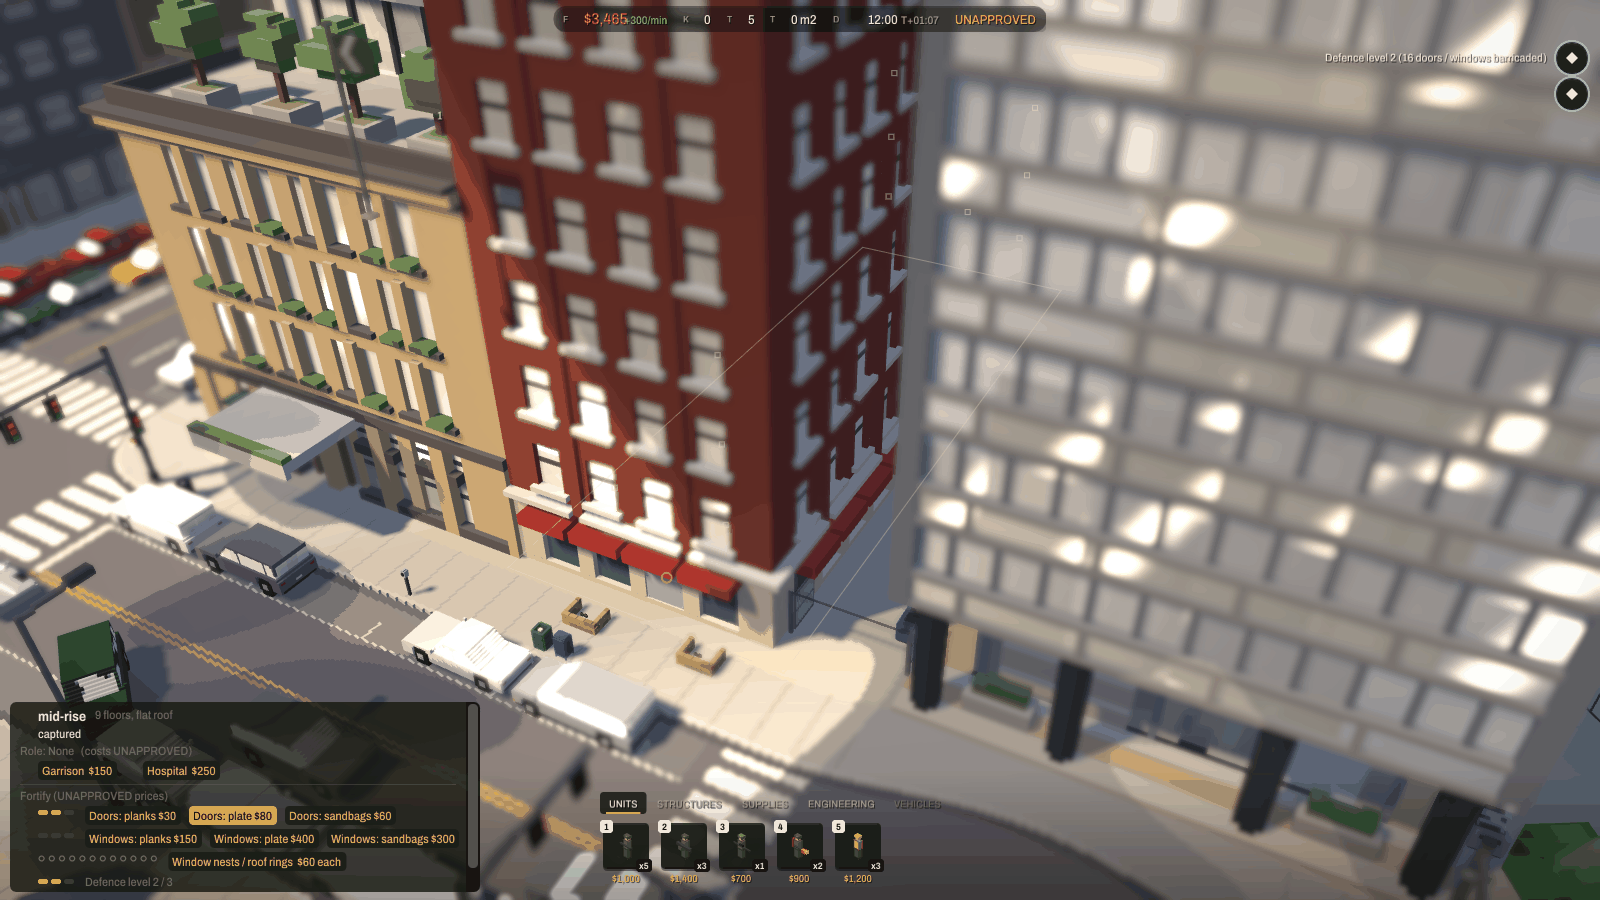 F $3,465 +300/min K 0 T 5 T 0 m2 D 12:00 T+01:07 UNAPPROVED
Defence level 2 (16 doors / windows barricaded)
1
mid-rise 9 floors, flat roof
captured
Role: None (costs UNAPPROVED)
Garrison $150 Hospital $250
Fortify (UNAPPROVED prices)
Doors: planks $30 Doors: plate $80 Doors: sandbags $60
Windows: planks $150 Windows: plate $400 Windows: sandbags $300
Window nests / roof rings $60 each
Defence level 2 / 3
UNITS STRUCTURES SUPPLIES ENGINEERING VEHICLES
1 2 3 4 5
x5 x3 x1 x2 x3
$1,000 $1,400 $700 $900 $1,200